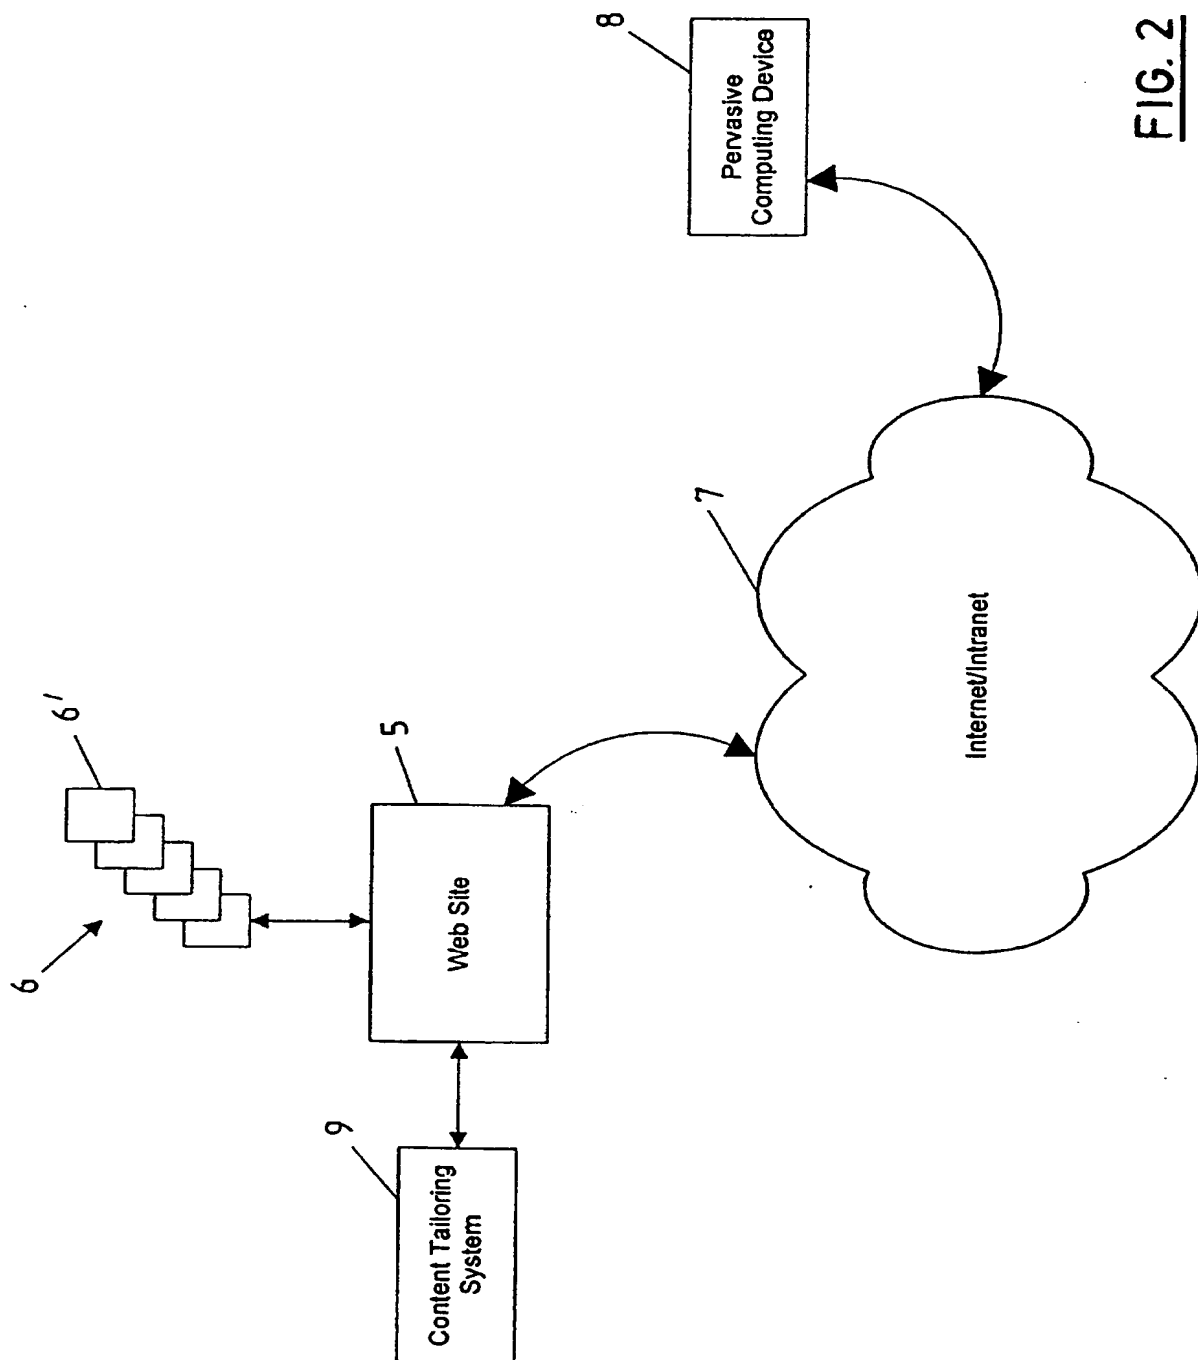 6
6'
9
Content Tailoring
System
5
Web Site
7
Internet/Intranet
8
Pervasive
Computing Device
FIG. 2